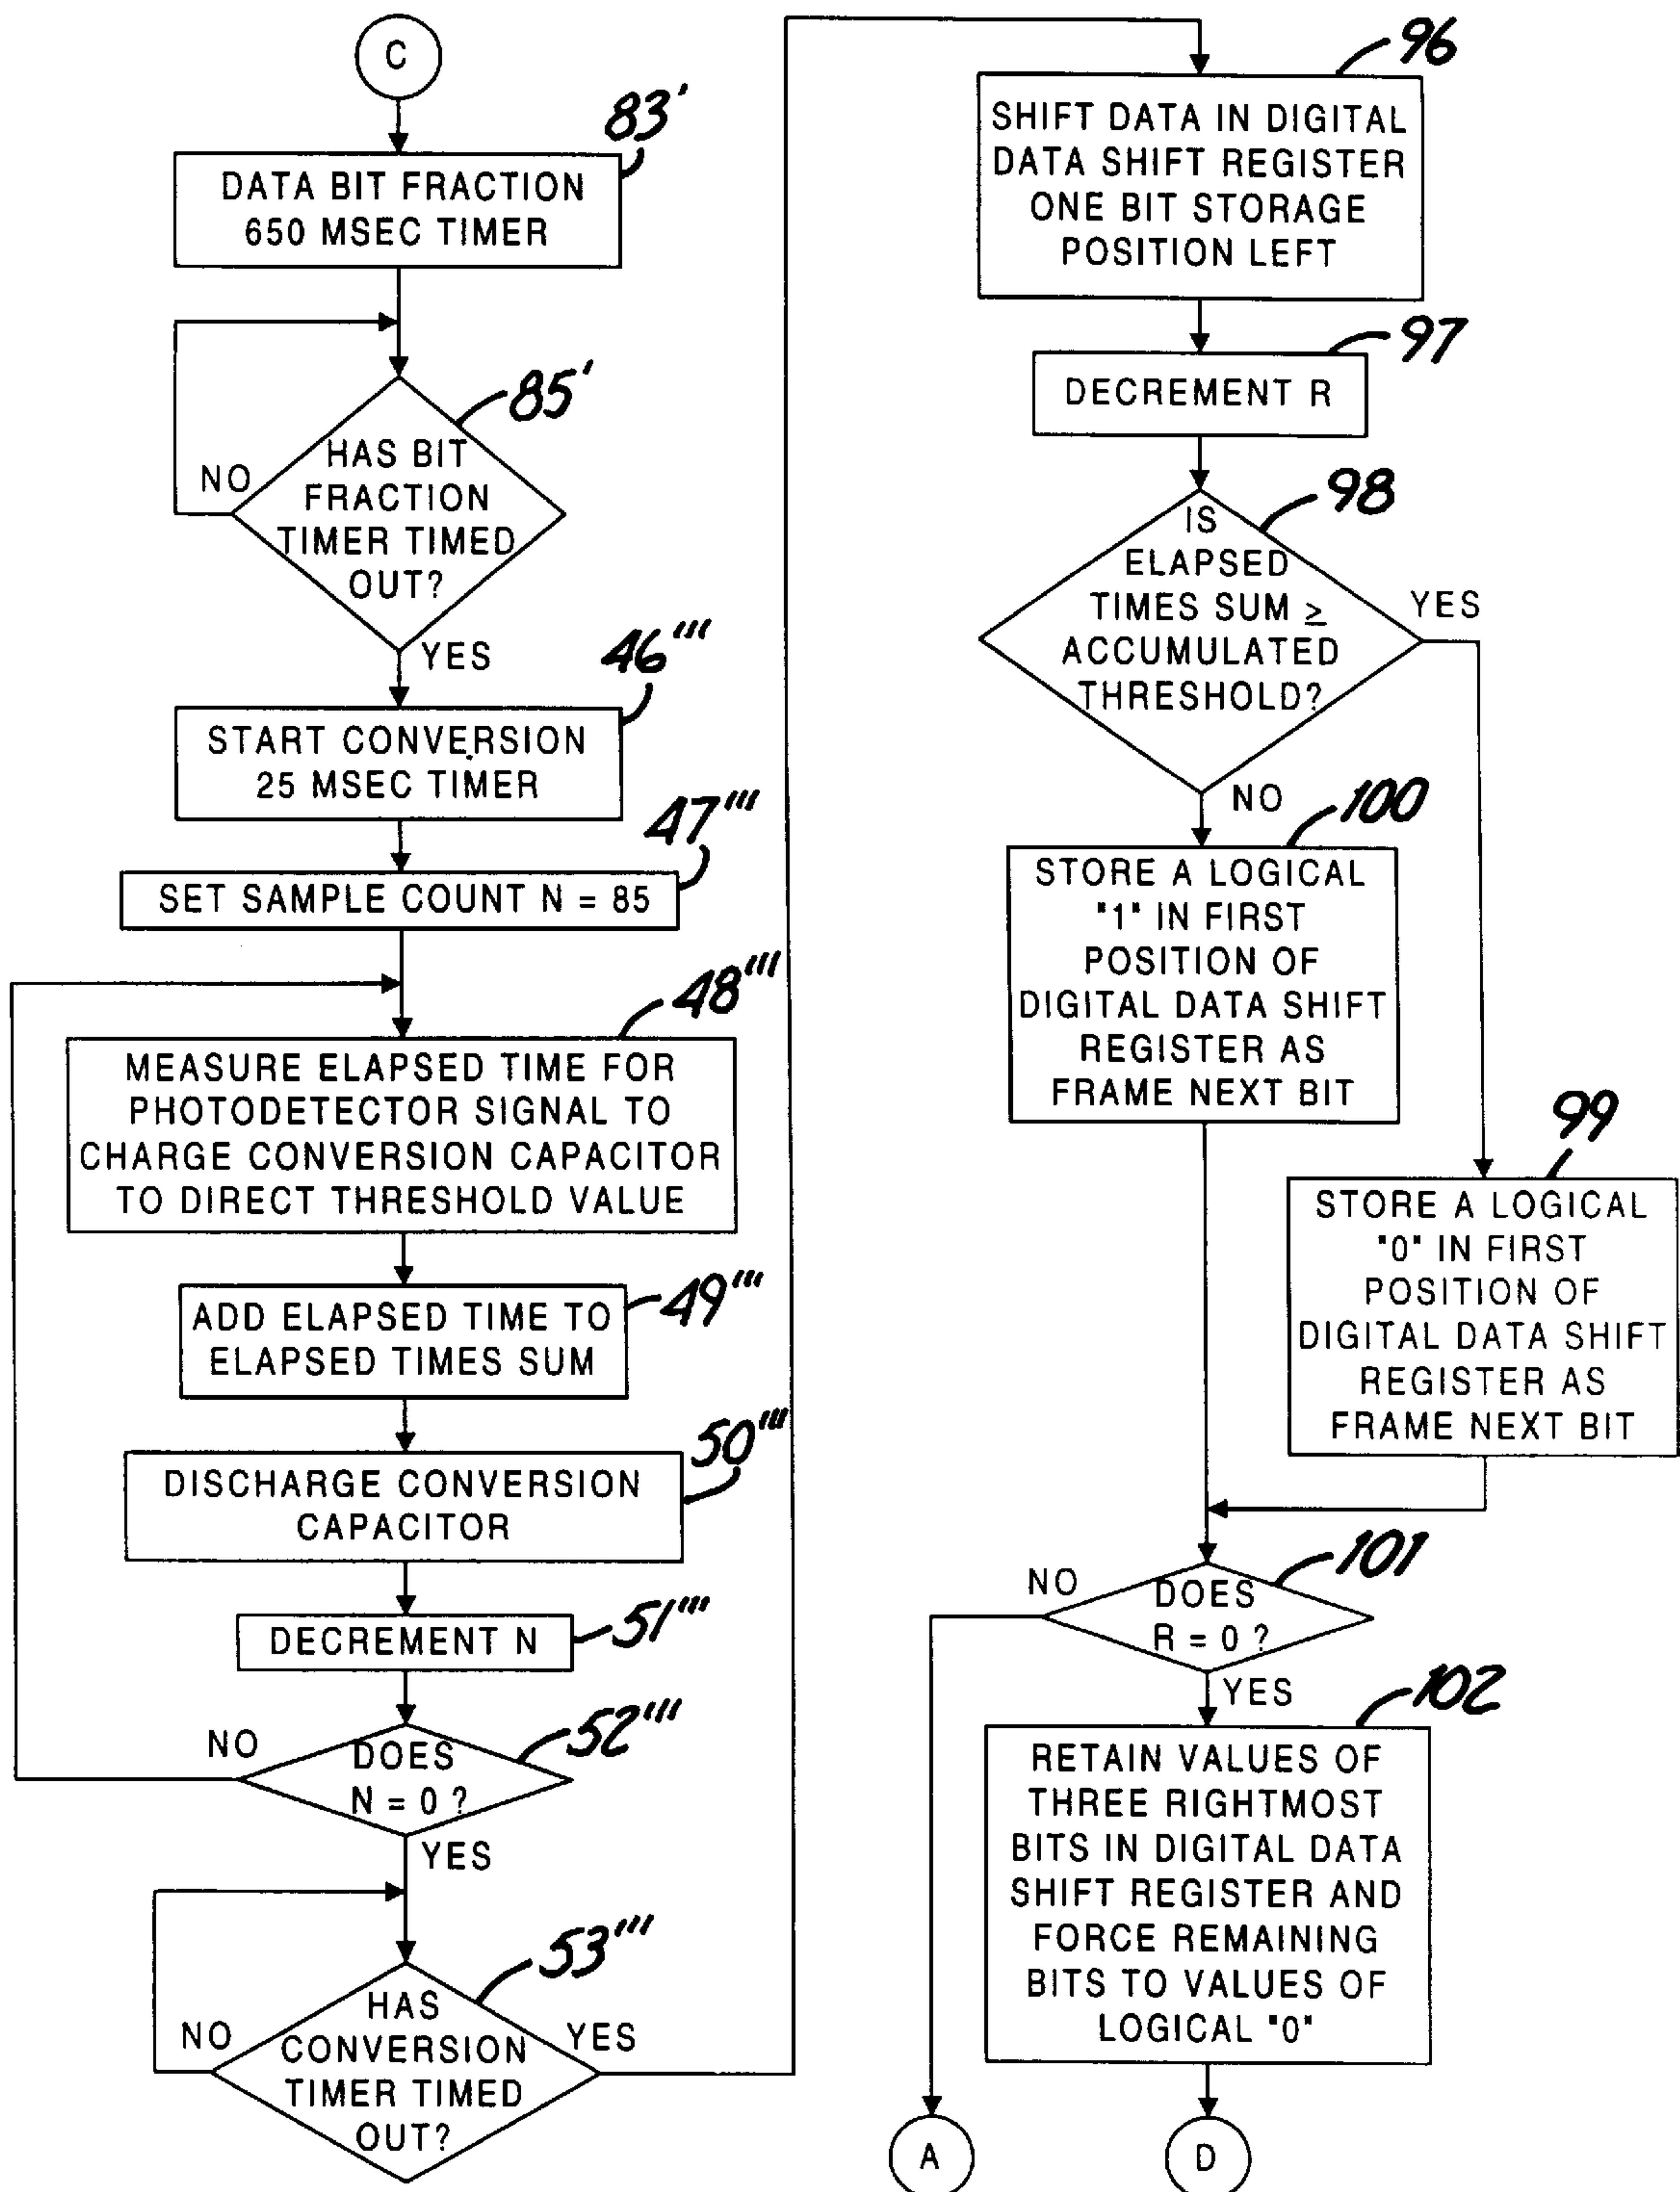 C
83'
DATA BIT FRACTION
650 MSEC TIMER
85'
HAS BIT
FRACTION
TIMER TIMED
OUT?
NO
YES
46'''
START CONVERSION
25 MSEC TIMER
47'''
SET SAMPLE COUNT N = 85
48'''
MEASURE ELAPSED TIME FOR
PHOTODETECTOR SIGNAL TO
CHARGE CONVERSION CAPACITOR
TO DIRECT THRESHOLD VALUE
49'''
ADD ELAPSED TIME TO
ELAPSED TIMES SUM
50'''
DISCHARGE CONVERSION
CAPACITOR
51'''
DECREMENT N
52'''
DOES
N = 0 ?
NO
YES
53'''
HAS
CONVERSION
TIMER TIMED
OUT?
NO
YES
96
SHIFT DATA IN DIGITAL
DATA SHIFT REGISTER
ONE BIT STORAGE
POSITION LEFT
97
DECREMENT R
98
IS
ELAPSED
TIMES SUM ≥
ACCUMULATED
THRESHOLD?
YES
NO
100
STORE A LOGICAL
"1" IN FIRST
POSITION OF
DIGITAL DATA SHIFT
REGISTER AS
FRAME NEXT BIT
99
STORE A LOGICAL
"0" IN FIRST
POSITION OF
DIGITAL DATA SHIFT
REGISTER AS
FRAME NEXT BIT
101
DOES
R = 0 ?
NO
YES
102
RETAIN VALUES OF
THREE RIGHTMOST
BITS IN DIGITAL DATA
SHIFT REGISTER AND
FORCE REMAINING
BITS TO VALUES OF
LOGICAL "0"
A
D